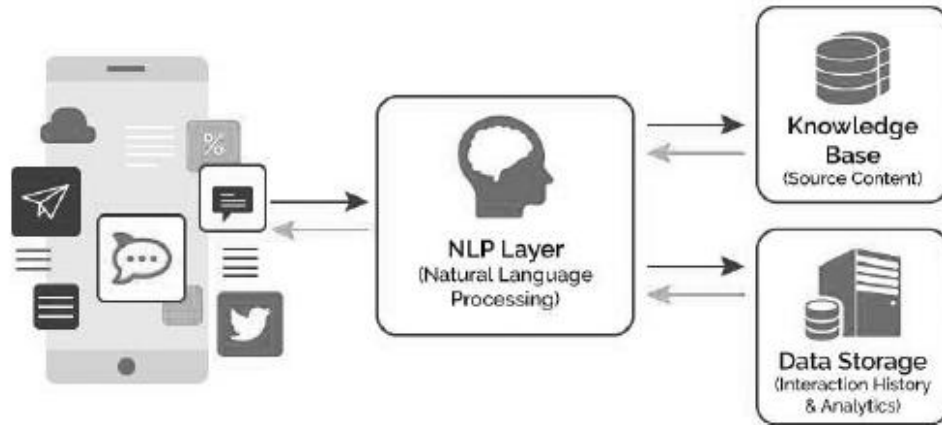 %
NLP Layer
(Natural Language
Processing)
Knowledge
Base
(Source Content)
Data Storage
(Interaction History
& Analytics)